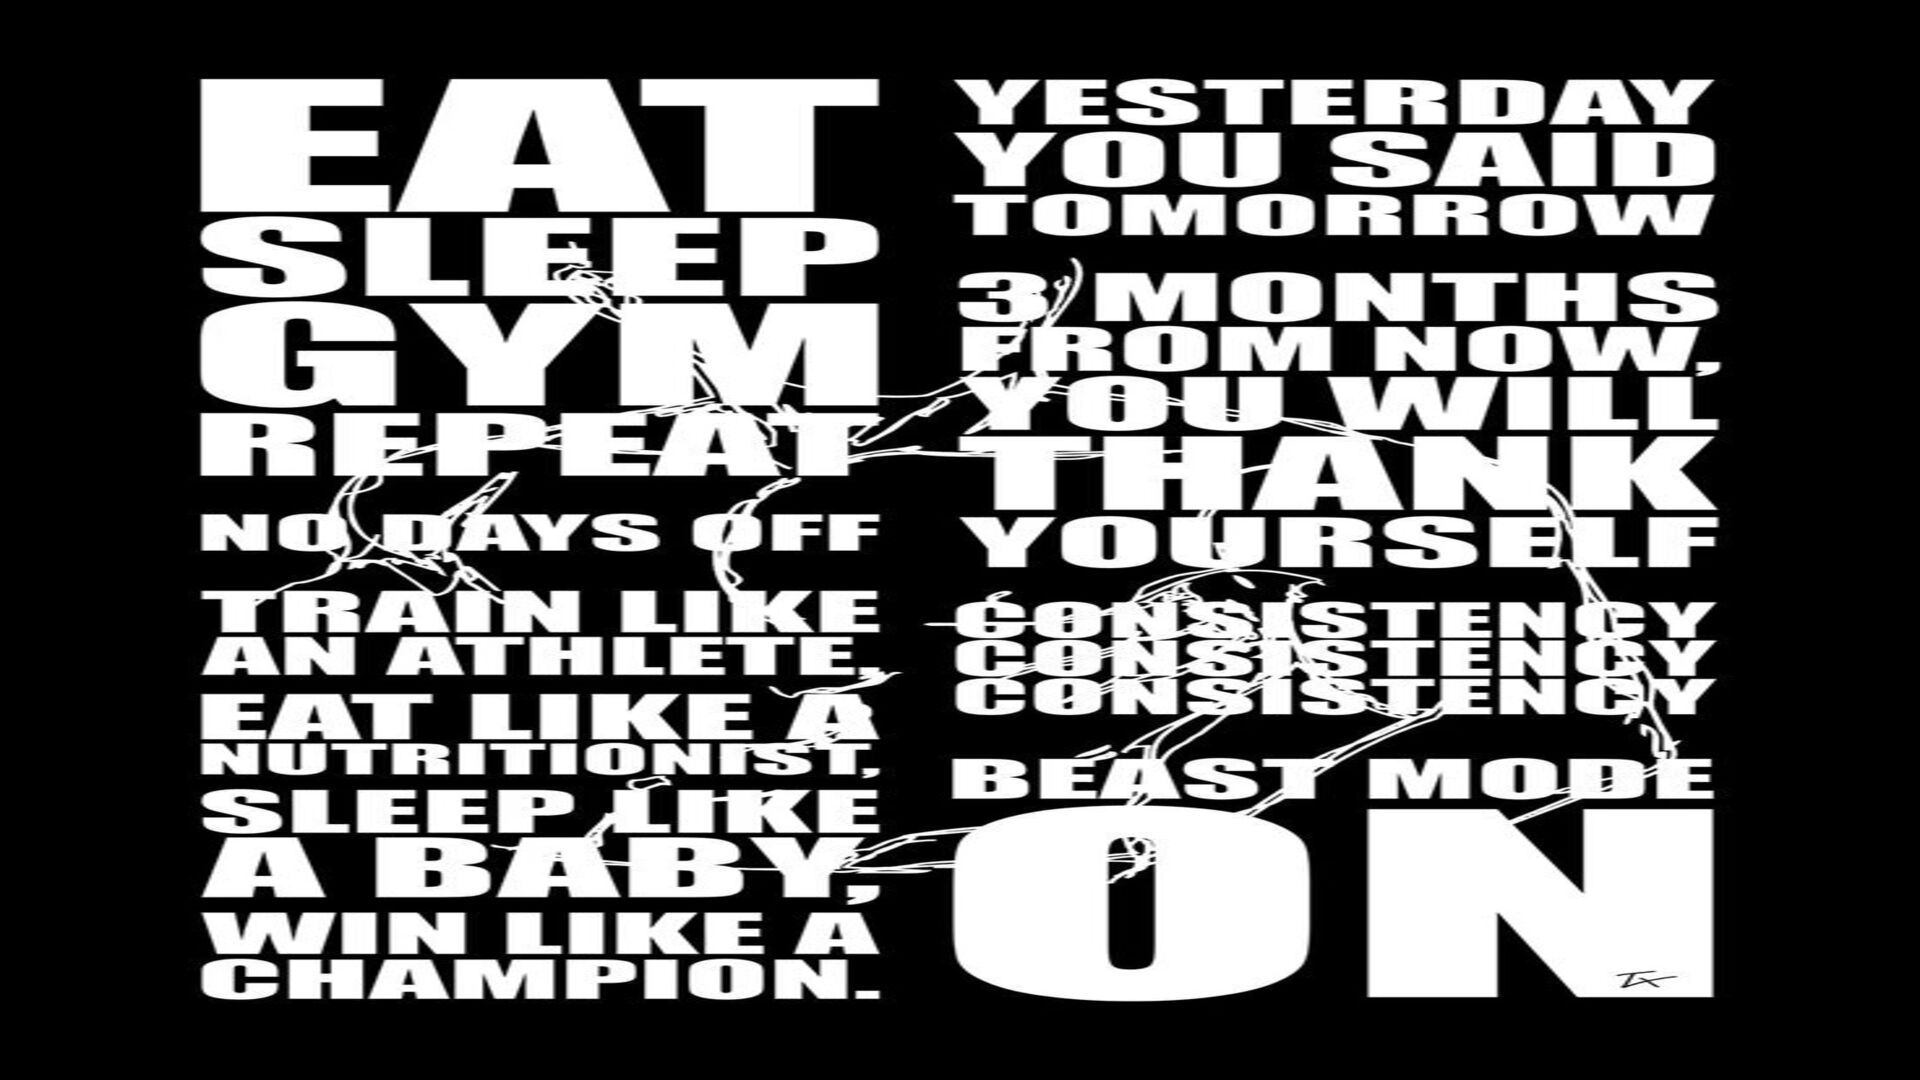 EAT
SLEEP
GYM
REPEAT
NO DAYS OFF
TRAIN LIKE
AN ATHLETE,
EAT LIKE A
NUTRITIONIST,
SLEEP LIKE
A BABY,
WIN LIKE A
CHAMPION.
YESTERDAY
YOU SAID
TOMORROW
3 MONTHS
FROM NOW,
YOU WILL
THANK
YOURSELF
CONSISTENCY
CONSISTENCY
CONSISTENCY
BEAST MODE
ON